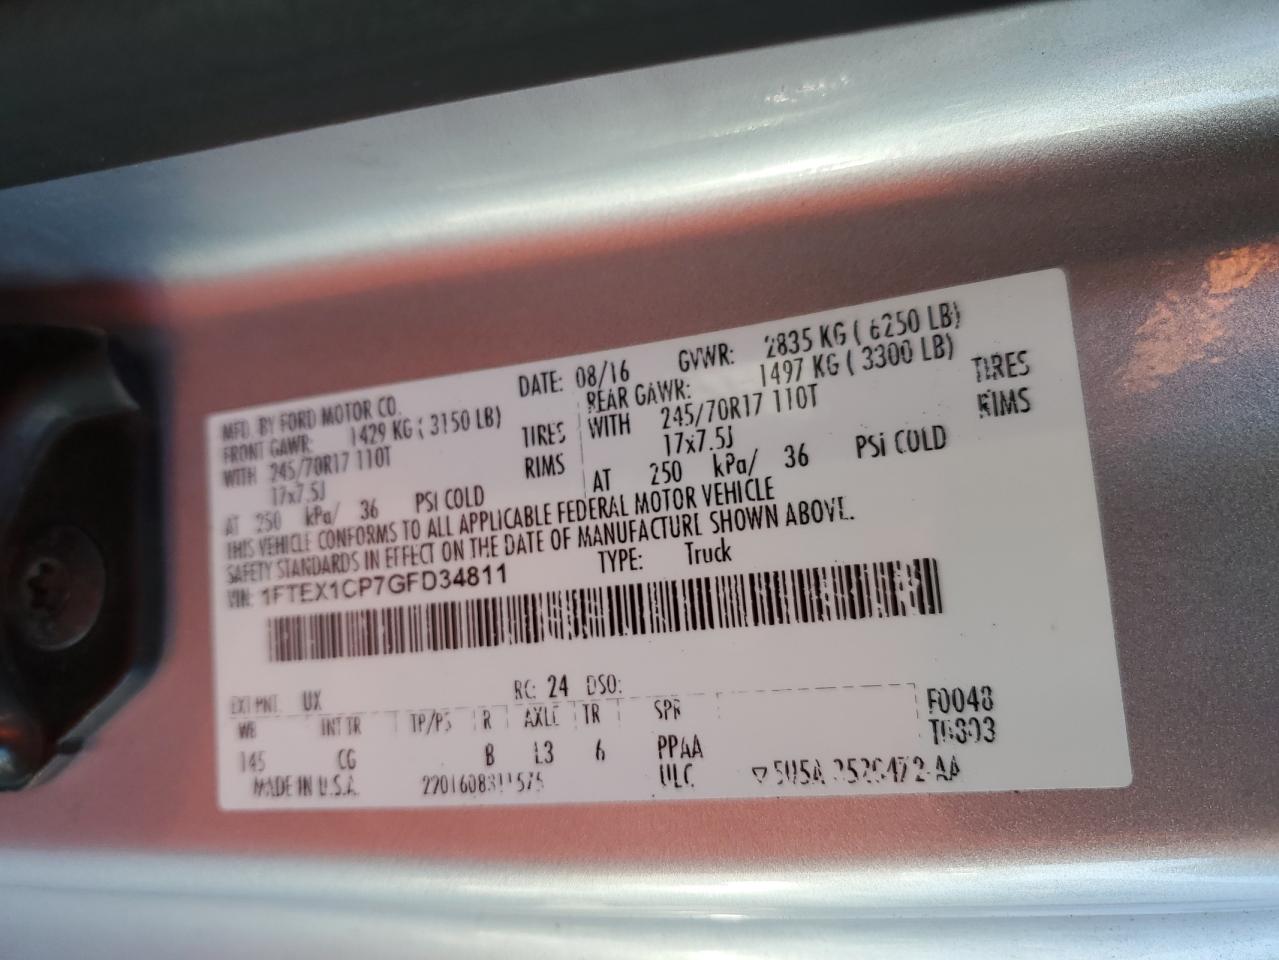 MFD. BY FORD MOTOR CO. DATE: 08/16 GVWR: 2835 KG ( 6250 LB)
FRONT GAWR: 1429 KG ( 3150 LB) REAR GAWR: 1497 KG ( 3300 LB)
WITH 245/70R17 110T TIRES WITH 245/70R17 110T TIRES
17x7.5J RIMS 17x7.5J RIMS
AT 250 kPa/ 36 PSI COLD AT 250 kPa/ 36 PSI COLD
THIS VEHICLE CONFORMS TO ALL APPLICABLE FEDERAL MOTOR VEHICLE
SAFETY STANDARDS IN EFFECT ON THE DATE OF MANUFACTURE SHOWN ABOVE.
VIN: 1FTEX1CP7GFD34811 TYPE: Truck
EXT PNT: UX RC: 24 DSO:
WB INT TR TP/PS R AXLE TR SPR F0048
145 CG B L3 6 PPAA
MADE IN U.S.A. ULC